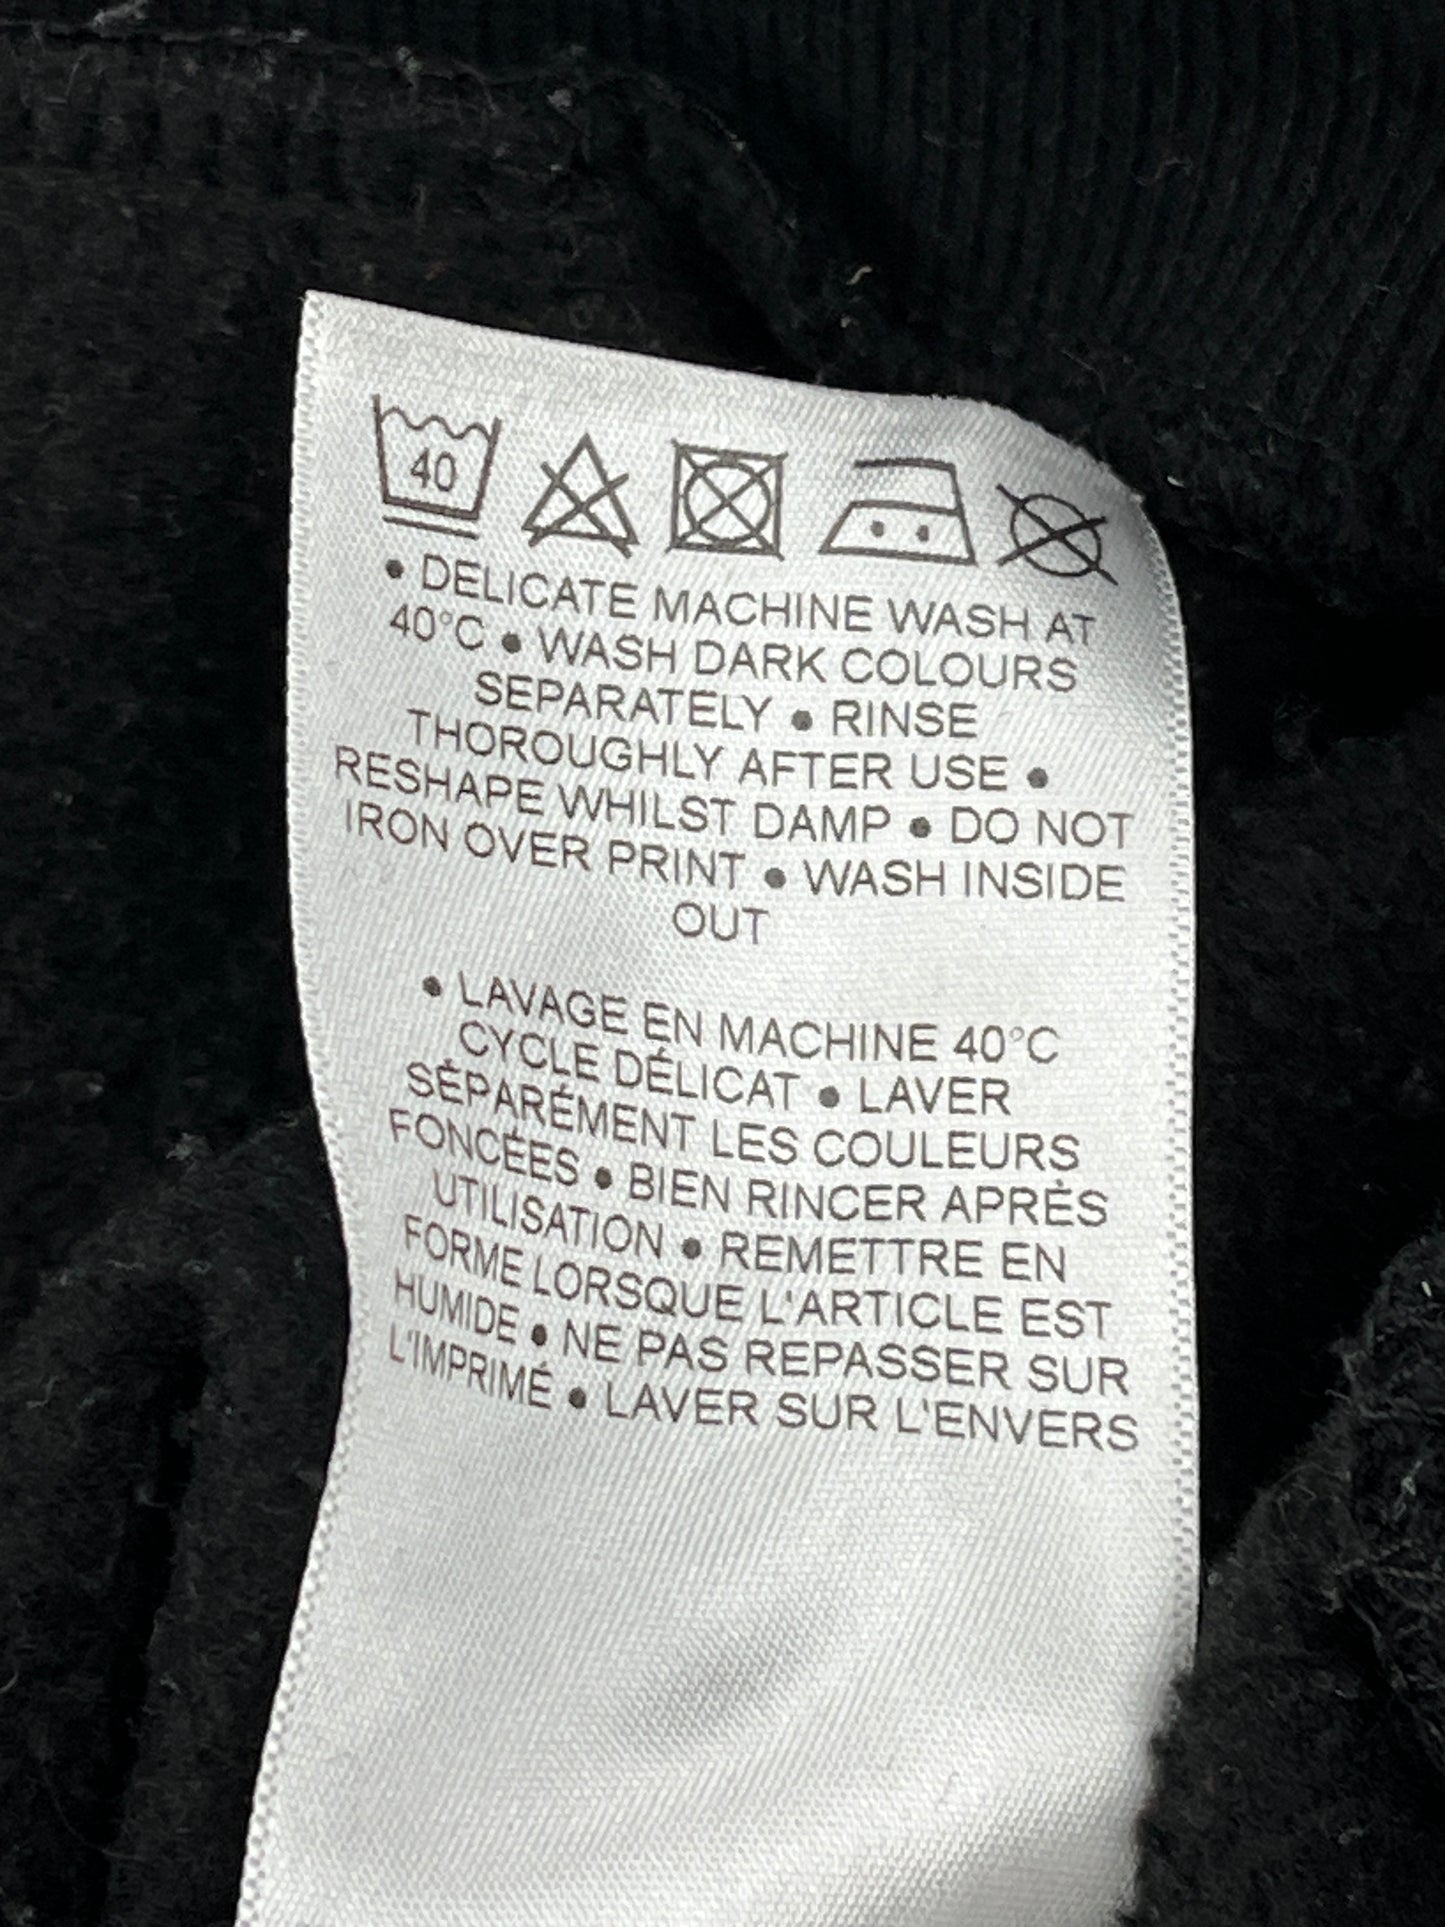 40
• DELICATE MACHINE WASH AT
40°C • WASH DARK COLOURS
SEPARATELY • RINSE
THOROUGHLY AFTER USE •
RESHAPE WHILST DAMP • DO NOT
IRON OVER PRINT • WASH INSIDE
OUT
• LAVAGE EN MACHINE 40°C
CYCLE DÉLICAT • LAVER
SÉPARÉMENT LES COULEURS
FONCÉES • BIEN RINCER APRÈS
UTILISATION • REMETTRE EN
FORME LORSQUE L'ARTICLE EST
HUMIDE • NE PAS REPASSER SUR
L'IMPRIMÉ • LAVER SUR L'ENVERS